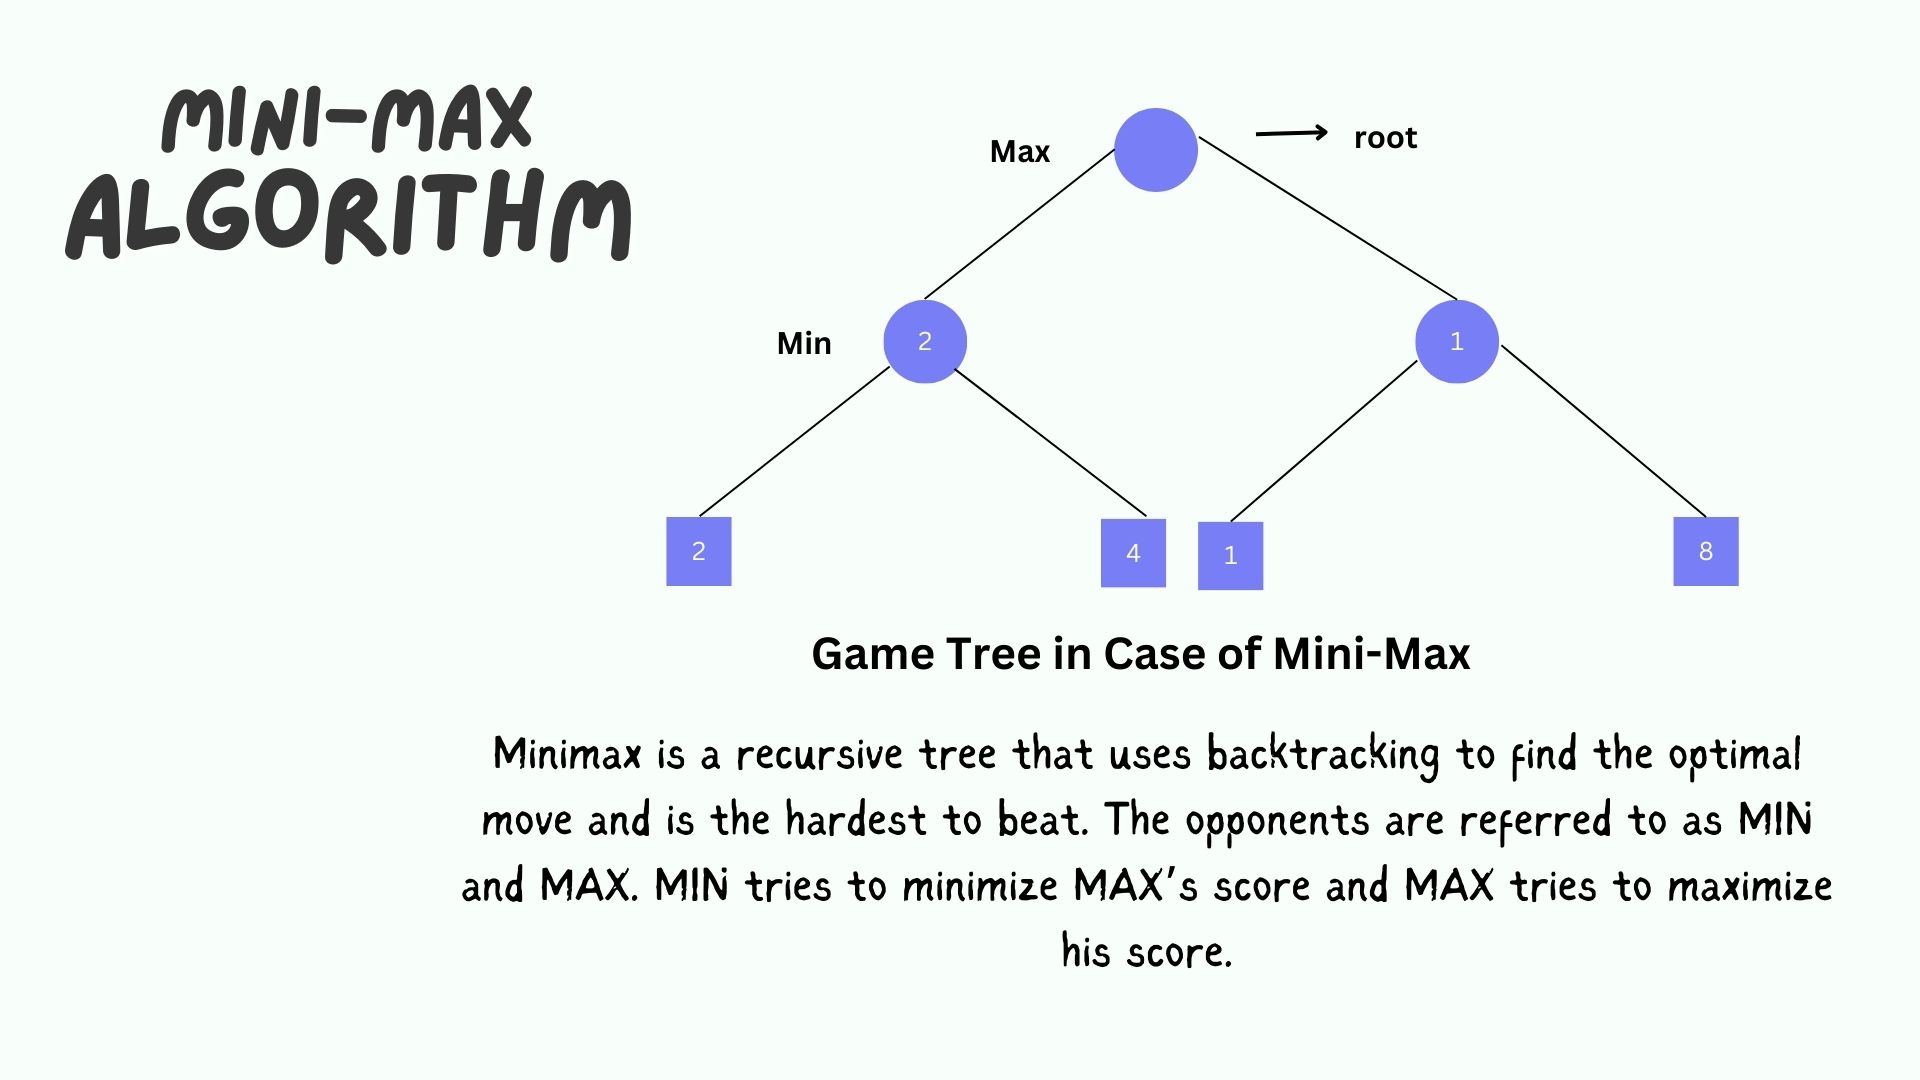 MINI-MAX
ALGORITHM
Max
root
Min
2
1
2
4
1
8
Game Tree in Case of Mini-Max
Minimax is a recursive tree that uses backtracking to find the optimal
move and is the hardest to beat. The opponents are referred to as MIN
and MAX. MIN tries to minimize MAX's score and MAX tries to maximize
his score.